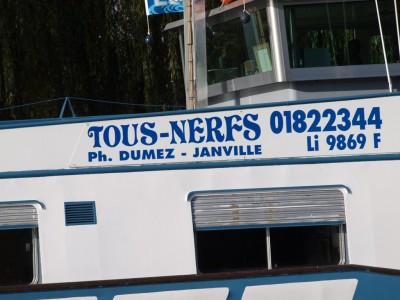 TOUS-NERFS 01822344
Ph. DUMEZ - JANVILLE Li 9869 F